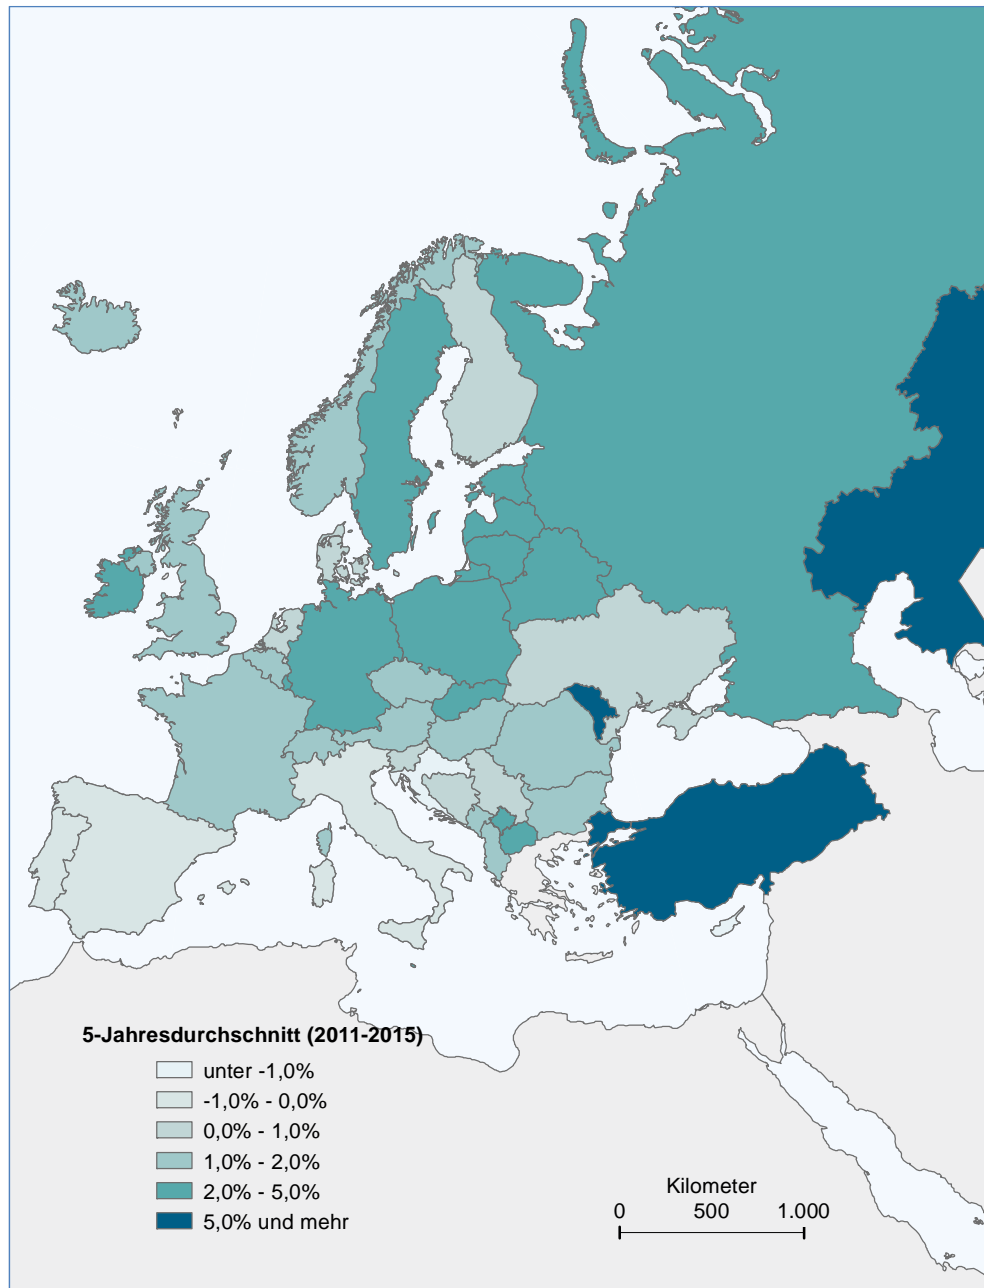 5-Jahresdurchschnitt (2011-2015)
unter -1,0%
-1,0% - 0,0%
0,0% - 1,0%
1,0% - 2,0%
2,0% - 5,0%
5,0% und mehr
Kilometer
0 500 1.000